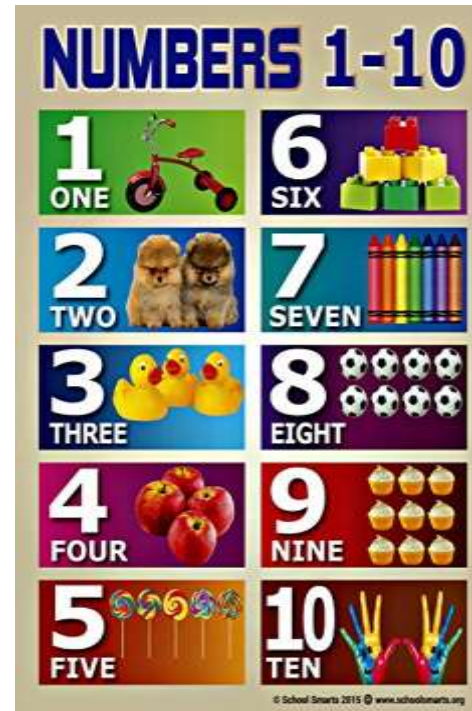 NUMBERS 1-10
1
ONE
2
TWO
3
THREE
4
FOUR
5
FIVE
6
SIX
7
SEVEN
8
EIGHT
9
NINE
10
TEN
© School Smarts 2015 @ www.schoolsmarts.org